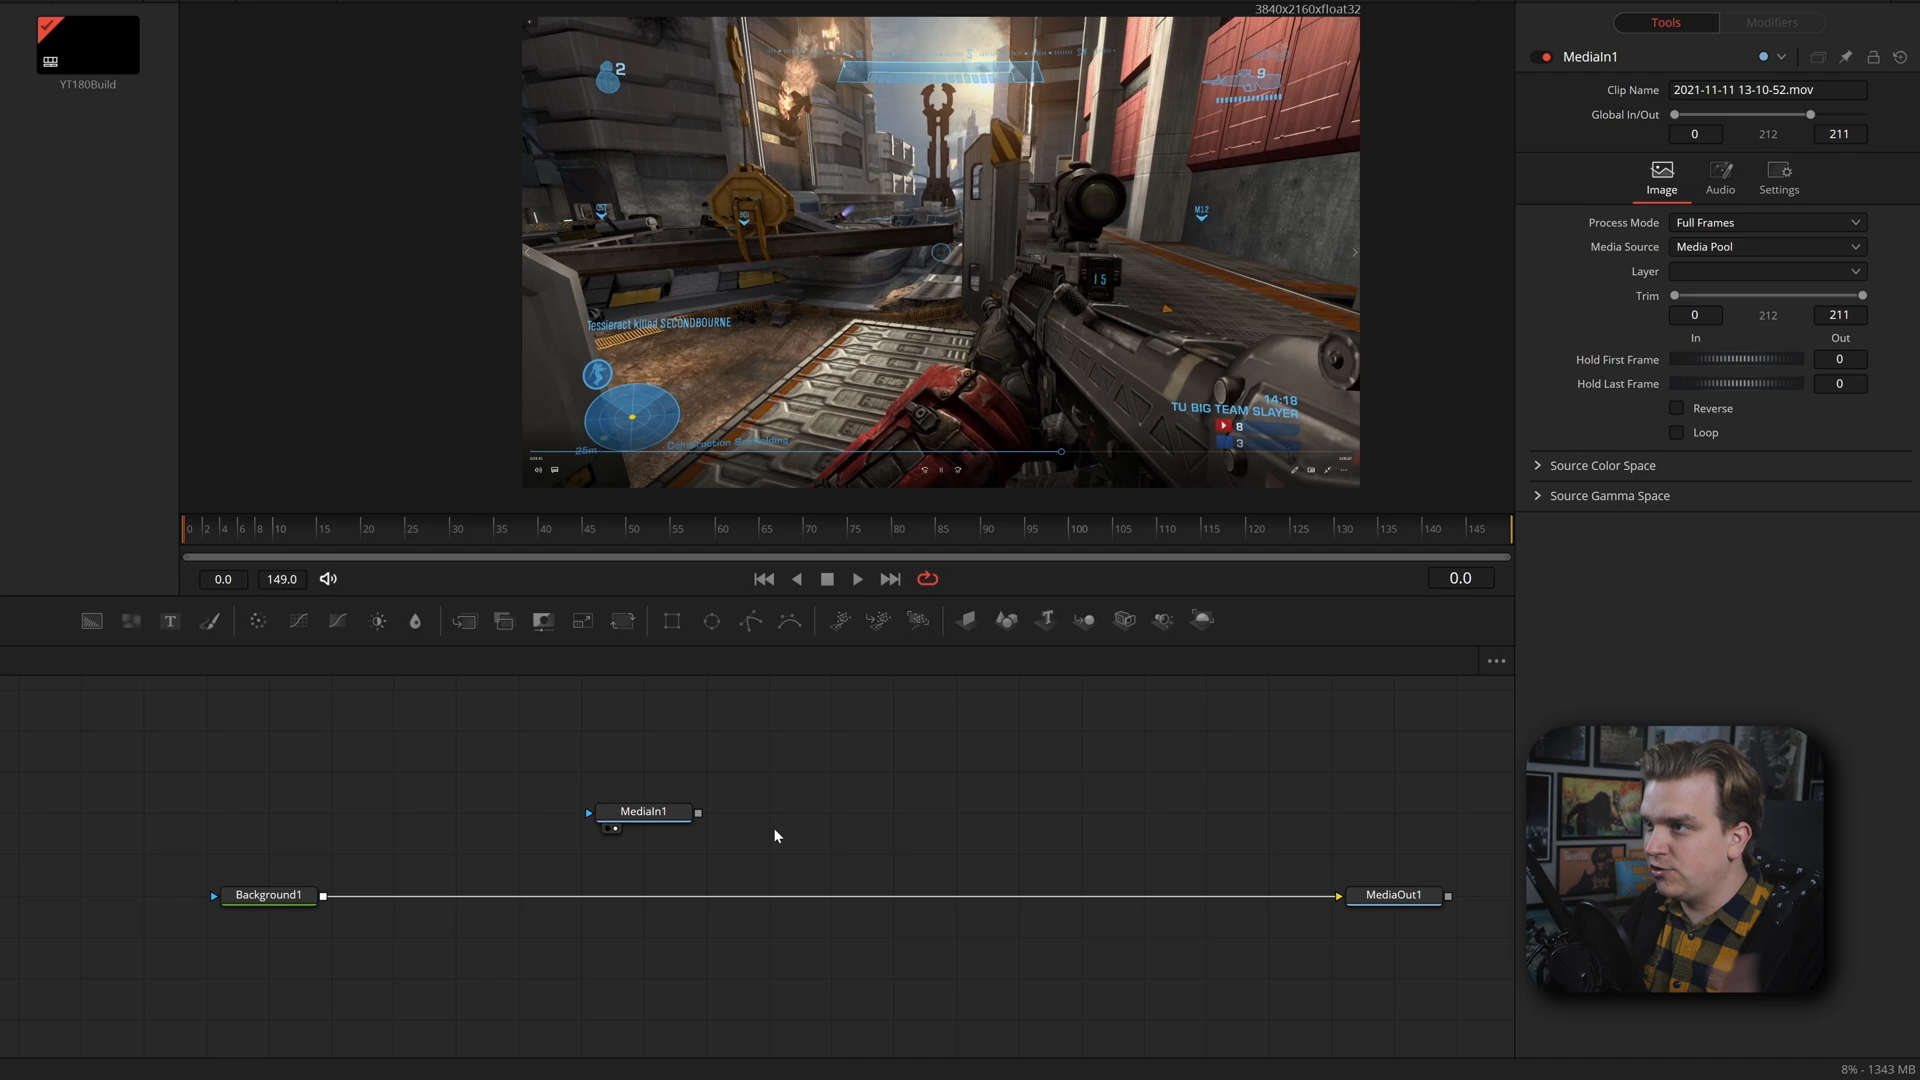 3840x2160xfloat32
Tools
Modifiers
YT180Build
MediaIn1
Clip Name
2021-11-11 13-10-52.mov
Global In/Out
0
212
211
Image
Audio
Settings
Process Mode
Full Frames
Media Source
Media Pool
Layer
Trim
0
212
211
In
Out
Hold First Frame
0
Hold Last Frame
0
Reverse
Loop
Source Color Space
Source Gamma Space
2
9
SW
M12
15
Tessieract killed SECONDBOURNE
14:18
TU BIG TEAM SLAYER
8
3
25m
Construction Scaffolding
0 2 4 6 8 10 15 20 25 30 35 40 45 50 55 60 65 70 75 80 85 90 95 100 105 110 115 120 125 130 135 140 145
0.0
149.0
0.0
T
MediaIn1
Background1
MediaOut1
8% - 1343 MB